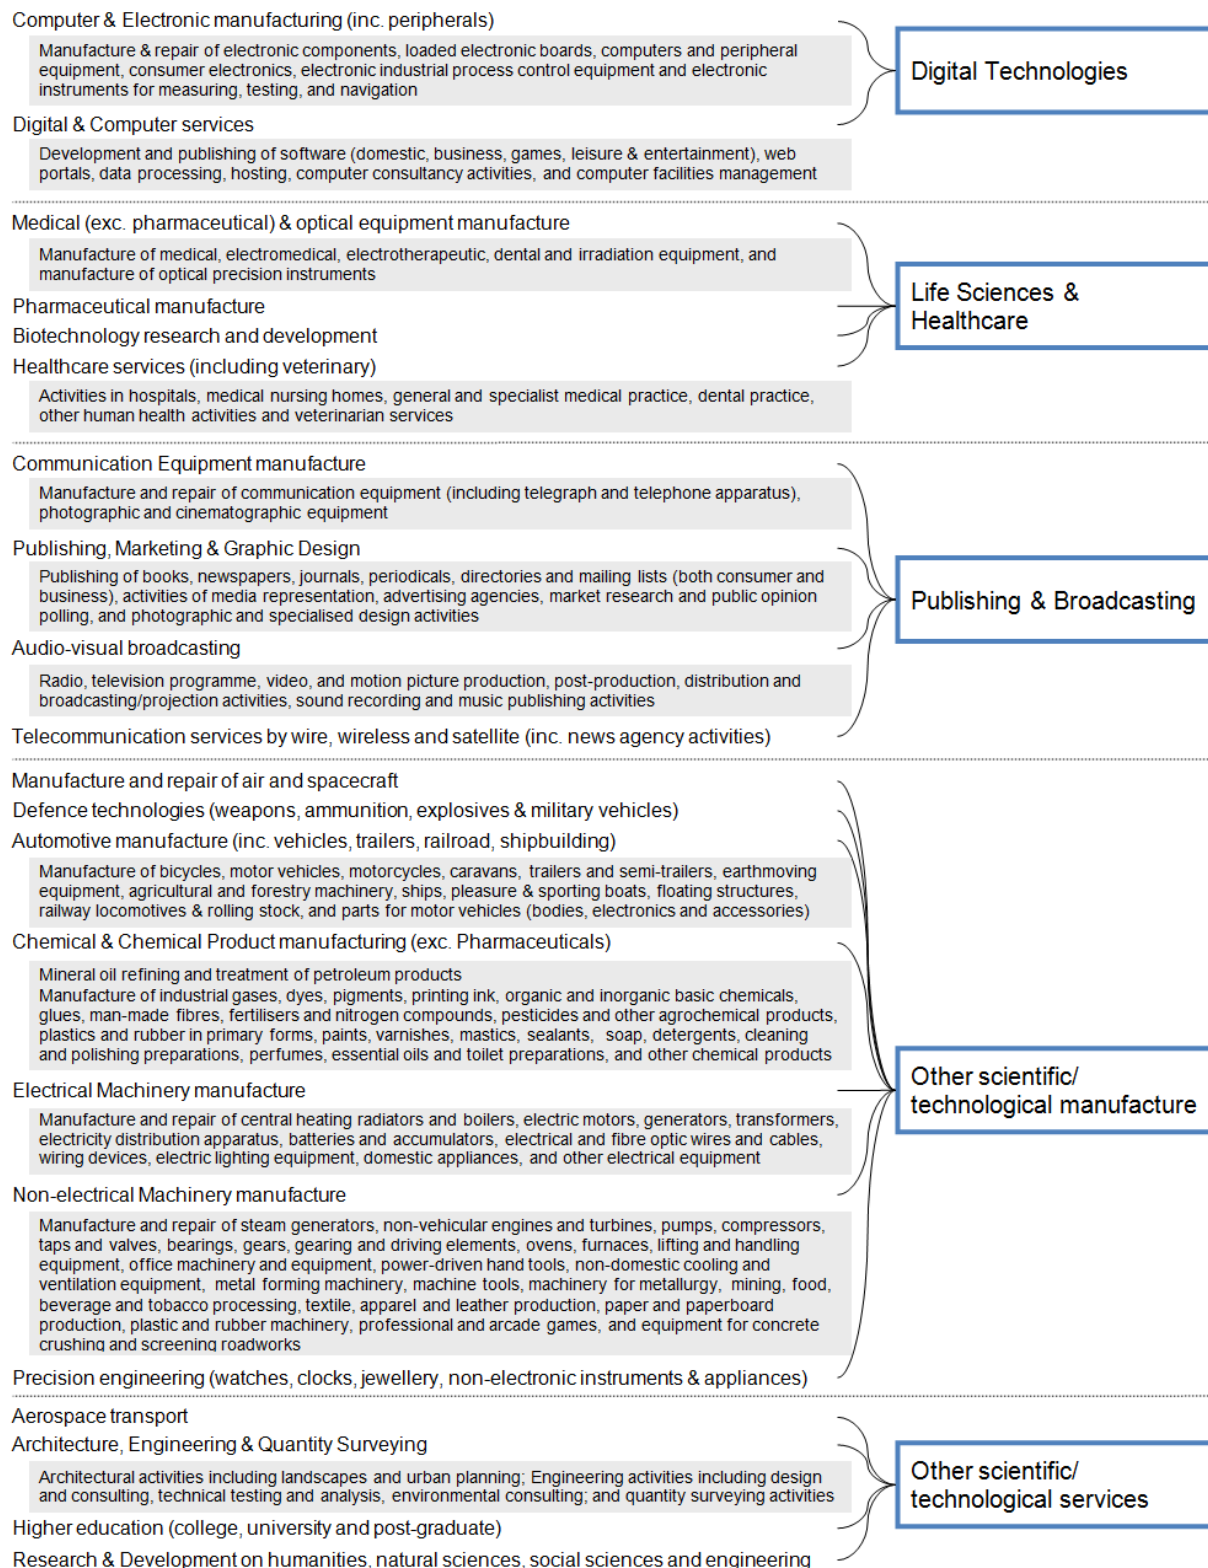 Computer & Electronic manufacturing (inc. peripherals)
Manufacture & repair of electronic components, loaded electronic boards, computers and peripheral
equipment, consumer electronics, electronic industrial process control equipment and electronic
instruments for measuring, testing, and navigation
Digital & Computer services
Development and publishing of software (domestic, business, games, leisure & entertainment), web
portals, data processing, hosting, computer consultancy activities, and computer facilities management
Digital Technologies
Medical (exc. pharmaceutical) & optical equipment manufacture
Manufacture of medical, electromedical, electrotherapeutic, dental and irradiation equipment, and
manufacture of optical precision instruments
Pharmaceutical manufacture
Biotechnology research and development
Healthcare services (including veterinary)
Activities in hospitals, medical nursing homes, general and specialist medical practice, dental practice,
other human health activities and veterinarian services
Life Sciences &
Healthcare
Communication Equipment manufacture
Manufacture and repair of communication equipment (including telegraph and telephone apparatus),
photographic and cinematographic equipment
Publishing, Marketing & Graphic Design
Publishing of books, newspapers, journals, periodicals, directories and mailing lists (both consumer and
business), activities of media representation, advertising agencies, market research and public opinion
polling, and photographic and specialised design activities
Audio-visual broadcasting
Radio, television programme, video, and motion picture production, post-production, distribution and
broadcasting/projection activities, sound recording and music publishing activities
Telecommunication services by wire, wireless and satellite (inc. news agency activities)
Publishing & Broadcasting
Manufacture and repair of air and spacecraft
Defence technologies (weapons, ammunition, explosives & military vehicles)
Automotive manufacture (inc. vehicles, trailers, railroad, shipbuilding)
Manufacture of bicycles, motor vehicles, motorcycles, caravans, trailers and semi-trailers, earthmoving
equipment, agricultural and forestry machinery, ships, pleasure & sporting boats, floating structures,
railway locomotives & rolling stock, and parts for motor vehicles (bodies, electronics and accessories)
Chemical & Chemical Product manufacturing (exc. Pharmaceuticals)
Mineral oil refining and treatment of petroleum products
Manufacture of industrial gases, dyes, pigments, printing ink, organic and inorganic basic chemicals,
glues, man-made fibres, fertilisers and nitrogen compounds, pesticides and other agrochemical products,
plastics and rubber in primary forms, paints, varnishes, mastics, sealants, soap, detergents, cleaning
and polishing preparations, perfumes, essential oils and toilet preparations, and other chemical products
Electrical Machinery manufacture
Manufacture and repair of central heating radiators and boilers, electric motors, generators, transformers,
electricity distribution apparatus, batteries and accumulators, electrical and fibre optic wires and cables,
wiring devices, electric lighting equipment, domestic appliances, and other electrical equipment
Non-electrical Machinery manufacture
Manufacture and repair of steam generators, non-vehicular engines and turbines, pumps, compressors,
taps and valves, bearings, gears, gearing and driving elements, ovens, furnaces, lifting and handling
equipment, office machinery and equipment, power-driven hand tools, non-domestic cooling and
ventilation equipment, metal forming machinery, machine tools, machinery for metallurgy, mining, food,
beverage and tobacco processing, textile, apparel and leather production, paper and paperboard
production, plastic and rubber machinery, professional and arcade games, and equipment for concrete
crushing and screening roadworks
Precision engineering (watches, clocks, jewellery, non-electronic instruments & appliances)
Other scientific/
technological manufacture
Aerospace transport
Architecture, Engineering & Quantity Surveying
Architectural activities including landscapes and urban planning; Engineering activities including design
and consulting, technical testing and analysis, environmental consulting; and quantity surveying activities
Higher education (college, university and post-graduate)
Research & Development on humanities, natural sciences, social sciences and engineering
Other scientific/
technological services